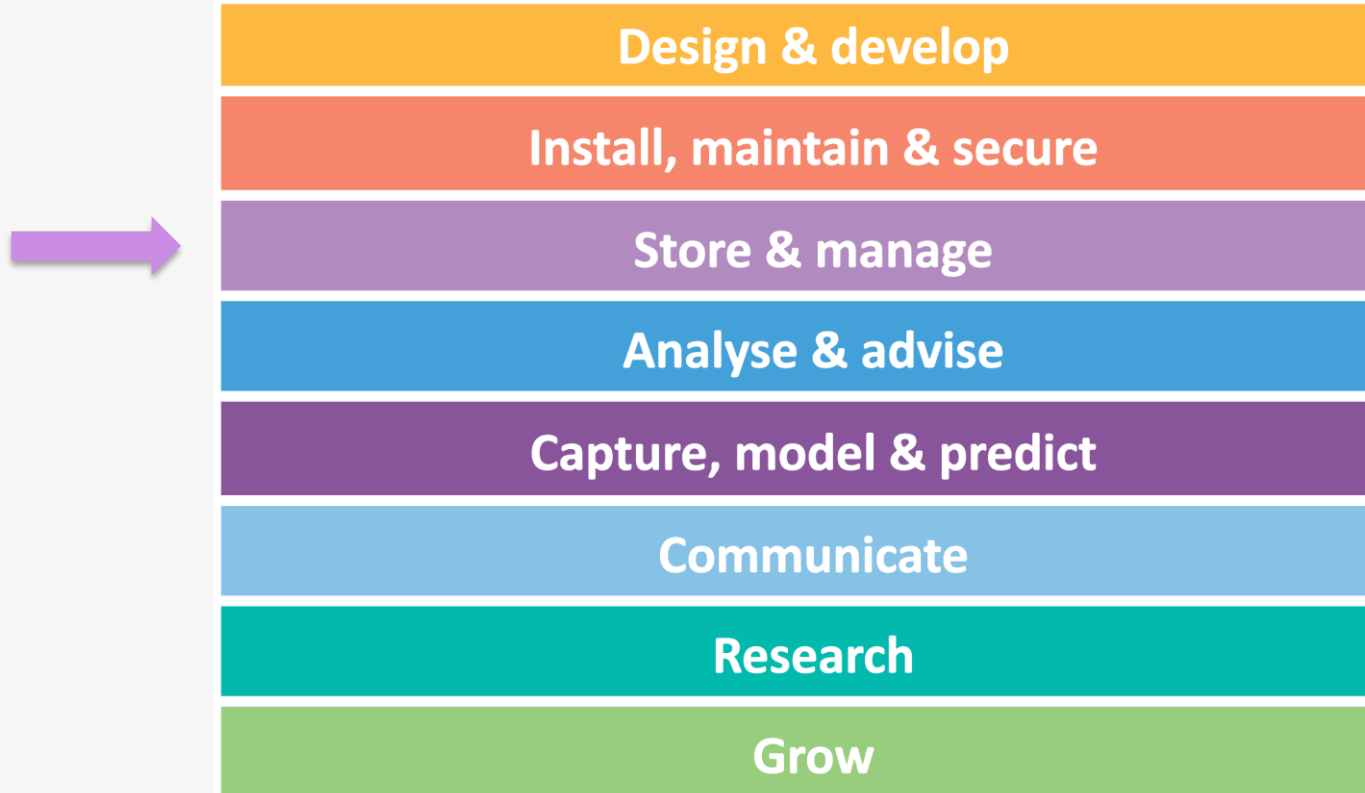 Design & develop
Install, maintain & secure
Store & manage
Analyse & advise
Capture, model & predict
Communicate
Research
Grow